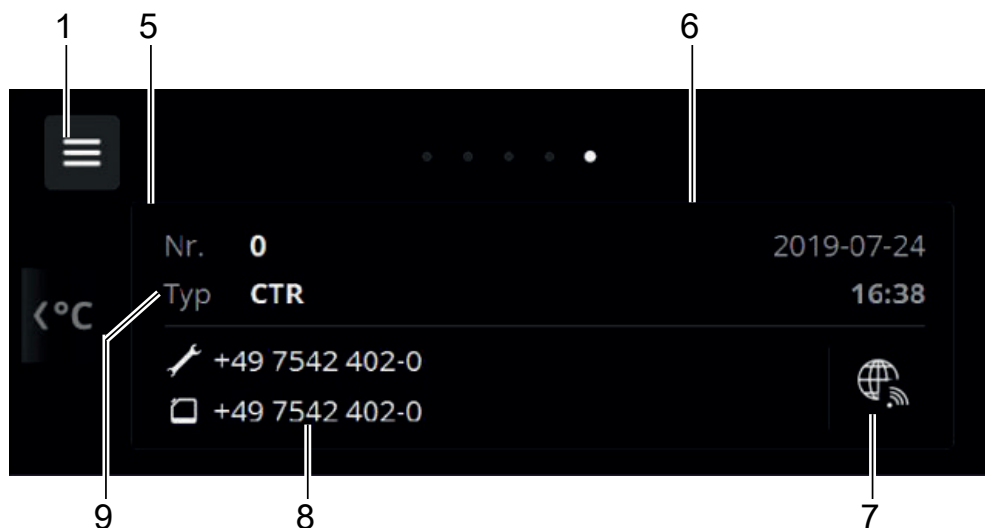 1 5 6
Nr. 0 2019-07-24
Typ CTR 16:38
°C
+49 7542 402-0
+49 7542 402-0
9 8 7